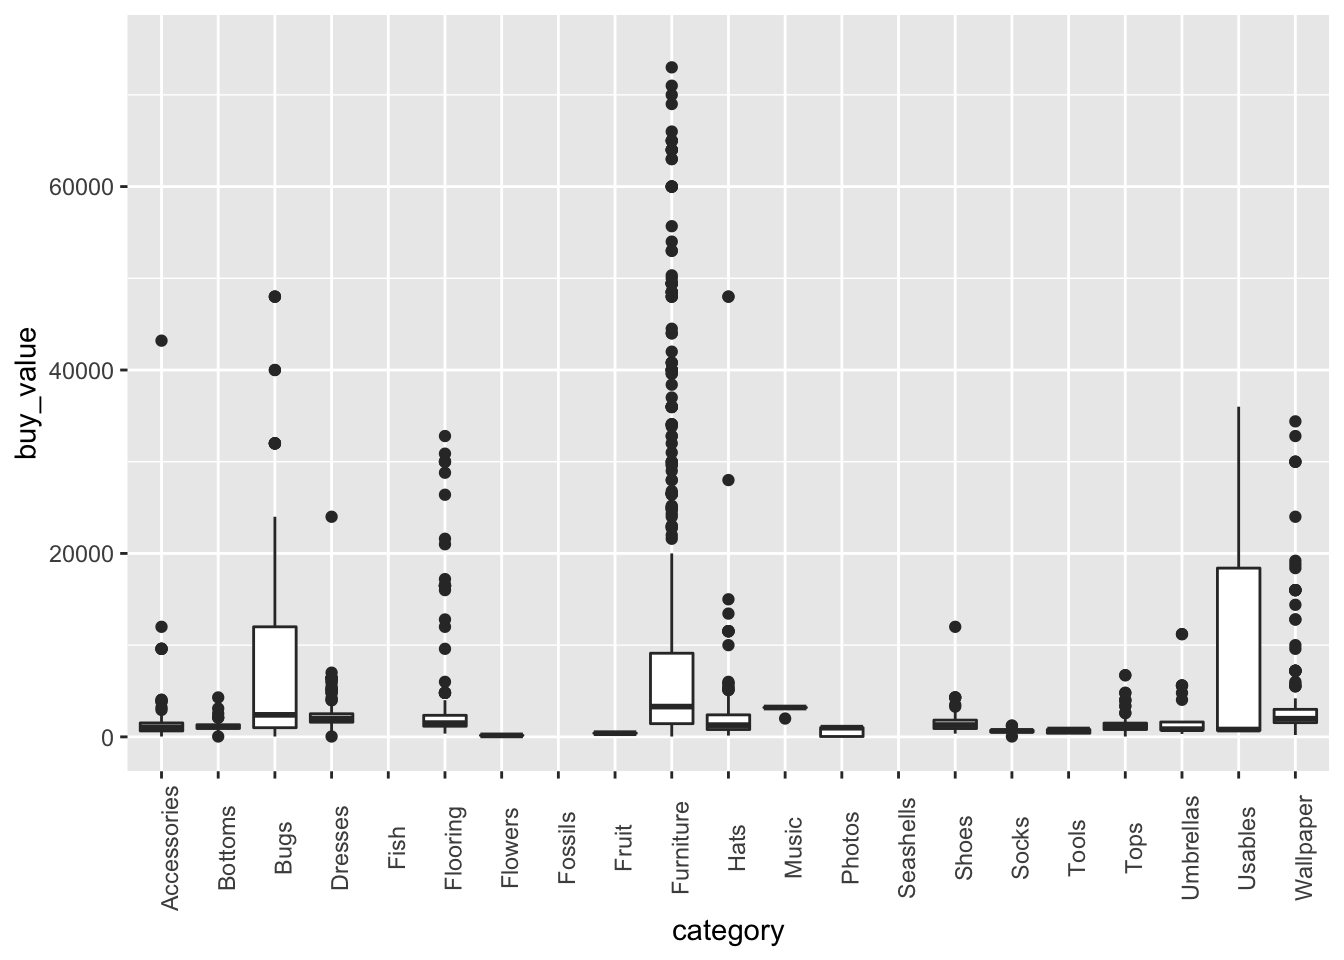 buy_value
60000
40000
20000
0
Accessories
Bottoms
Bugs
Dresses
Fish
Flooring
Flowers
Fossils
Fruit
Furniture
Hats
Music
Photos
Seashells
Shoes
Socks
Tools
Tops
Umbrellas
Usables
Wallpaper
category